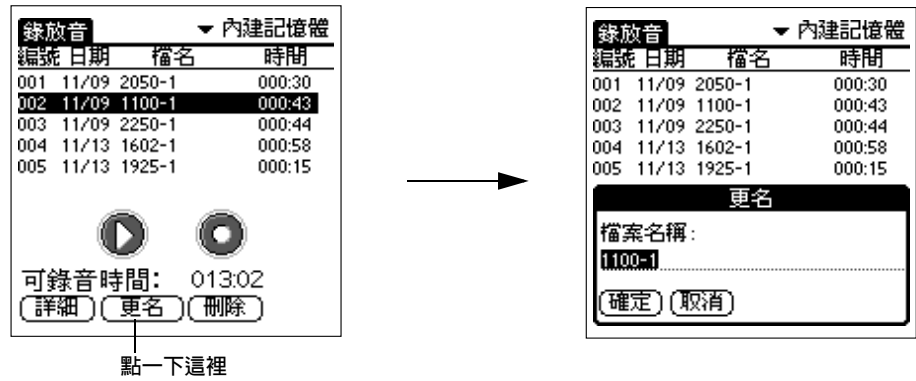 錄放音 內建記憶體
編號 日期 檔名 時間
001 11/09 2050-1 000:30
002 11/09 1100-1 000:43
003 11/09 2250-1 000:44
004 11/13 1602-1 000:58
005 11/13 1925-1 000:15
可錄音時間: 013:02
詳細 更名 刪除
點一下這裡
錄放音 內建記憶體
編號 日期 檔名 時間
001 11/09 2050-1 000:30
002 11/09 1100-1 000:43
003 11/09 2250-1 000:44
004 11/13 1602-1 000:58
005 11/13 1925-1 000:15
更名
檔案名稱:
1100-1
確定 取消